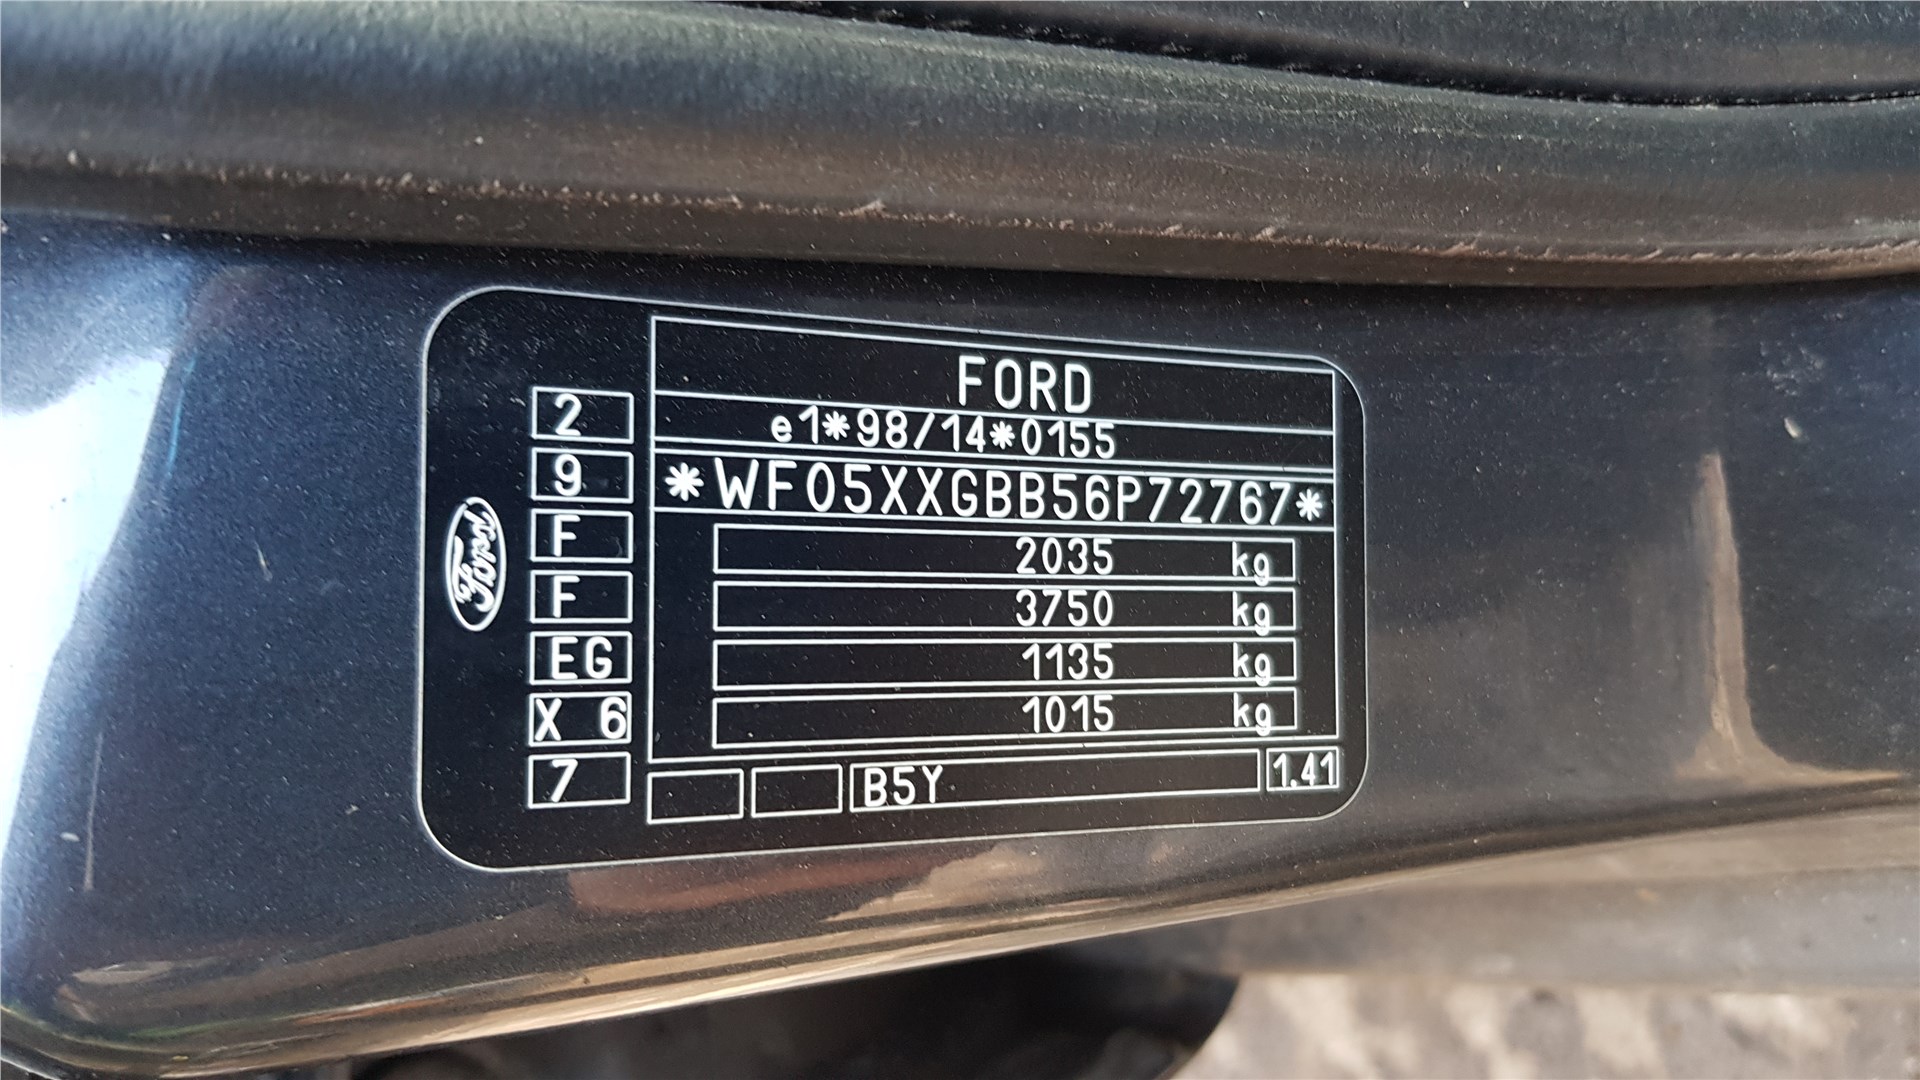 FORD
e1*98/14*0155
*WF05XXGBB56P72767*
2035 kg
3750 kg
1135 kg
1015 kg
B5Y 1.41
2
9
F
F
EG
X 6
7
Ford